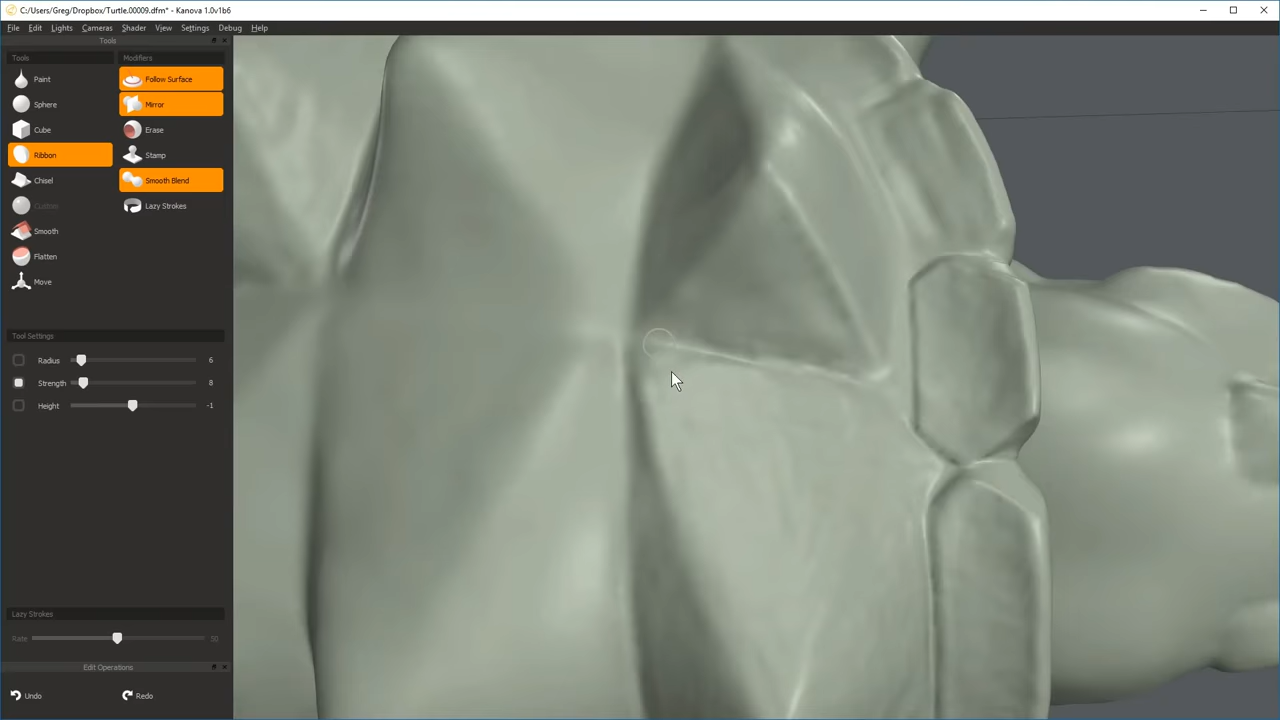 C:/Users/Greg/Dropbox/Turtle.00009.dfm* - Kanova 1.0v1b6
File Edit Lights Cameras Shader View Settings Debug Help
Tools
Tools Modifiers
Paint Follow Surface
Sphere Mirror
Cube Erase
Ribbon Stamp
Chisel Smooth Blend
Custom Lazy Strokes
Smooth
Flatten
Move
Tool Settings
Radius 6
Strength 8
Height -1
Lazy Strokes
Rate 50
Edit Operations
Undo Redo